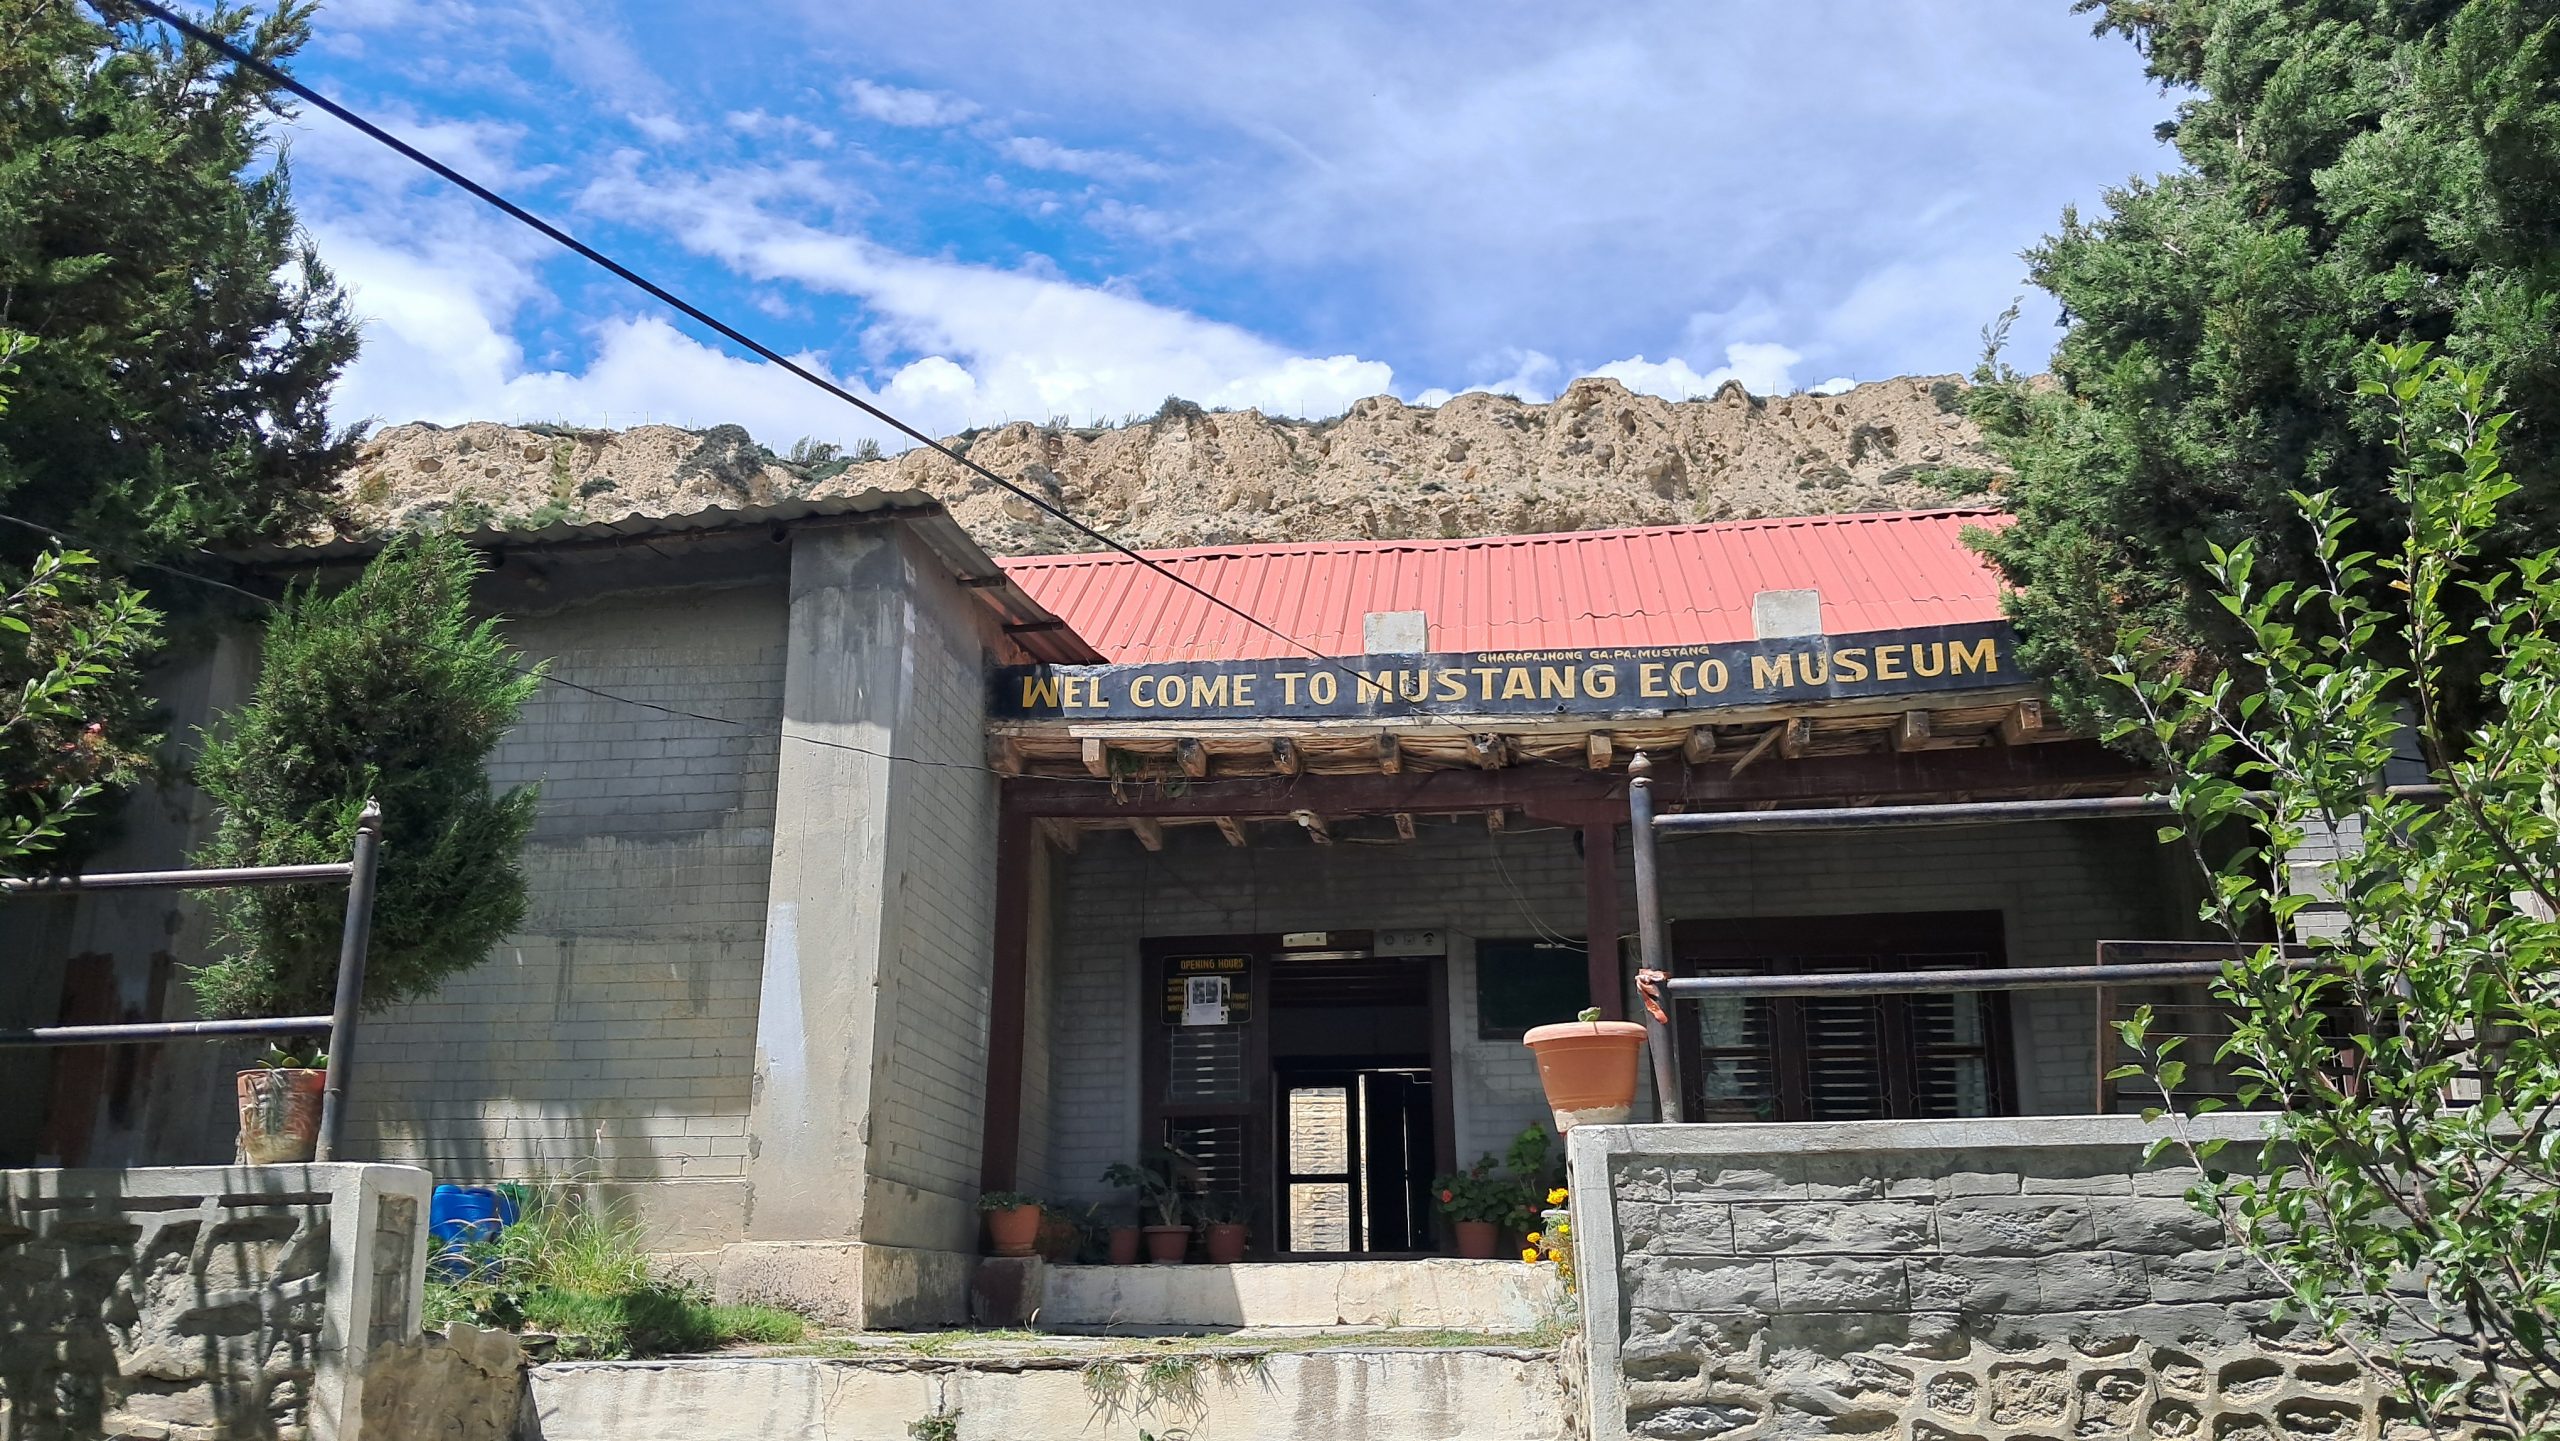 GHARAPAJHONG GA.PA.MUSTANG
WEL COME TO MUSTANG ECO MUSEUM
OPENING HOURS